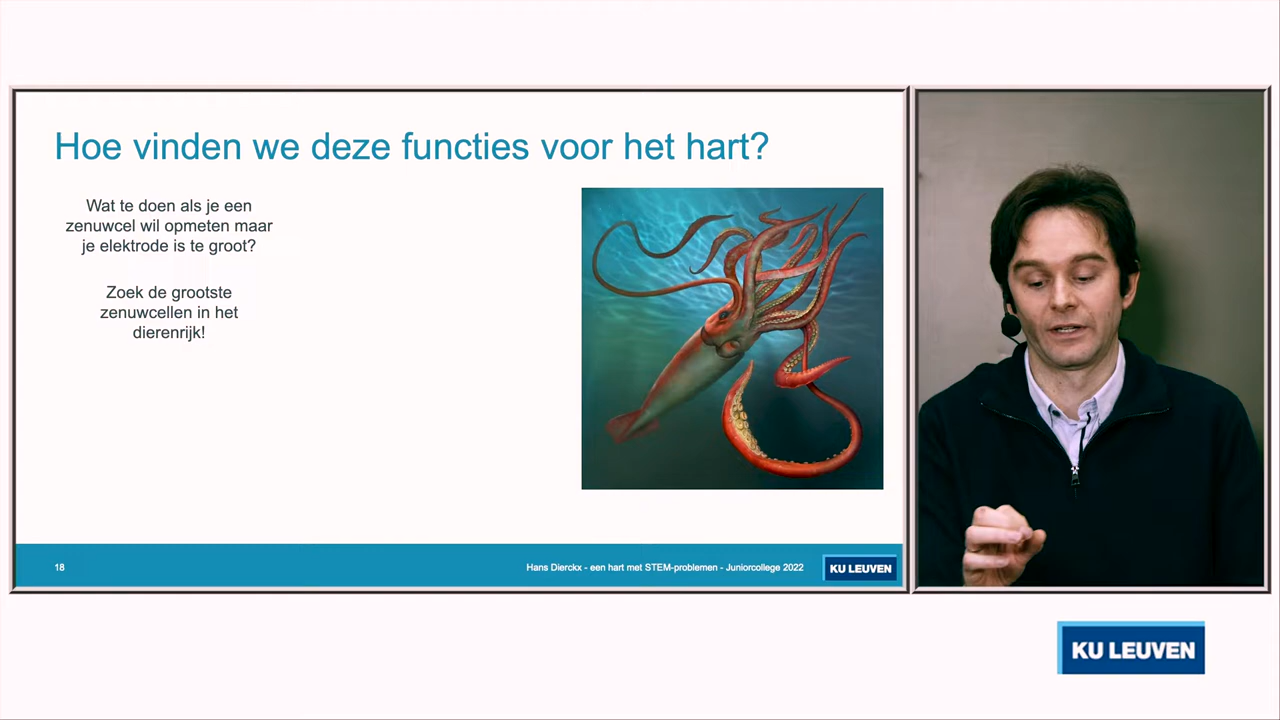 Hoe vinden we deze functies voor het hart?
Wat te doen als je een
zenuwcel wil opmeten maar
je elektrode is te groot?
Zoek de grootste
zenuwcellen in het
dierenrijk!
18
Hans Dierckx - een hart met STEM-problemen - Juniorcollege 2022
KU LEUVEN
KU LEUVEN